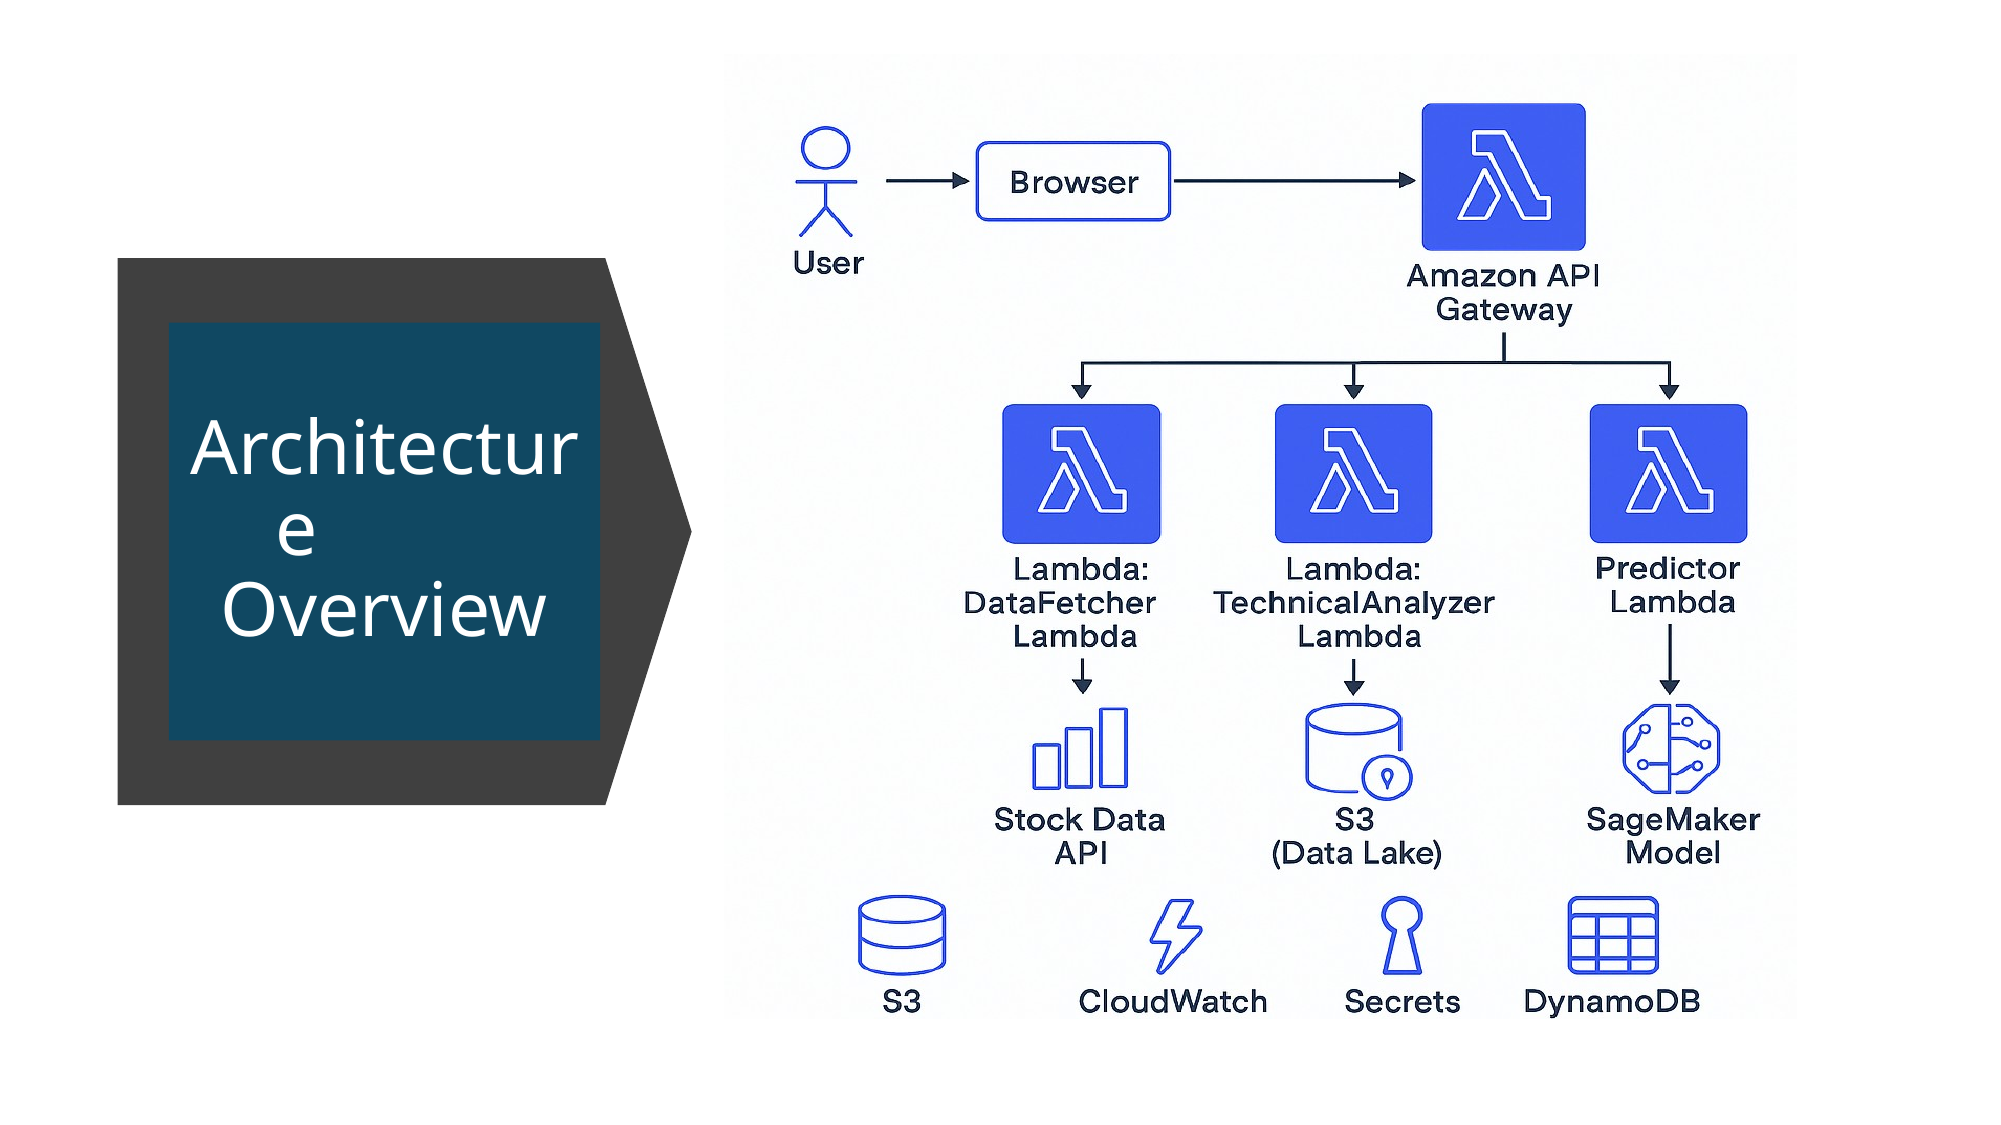 Architectur
e
Overview
User
Browser
Amazon API
Gateway
Lambda:
DataFetcher
Lambda
Lambda:
TechnicalAnalyzer
Lambda
Predictor
Lambda
Stock Data
API
S3
(Data Lake)
SageMaker
Model
S3
CloudWatch
Secrets
DynamoDB